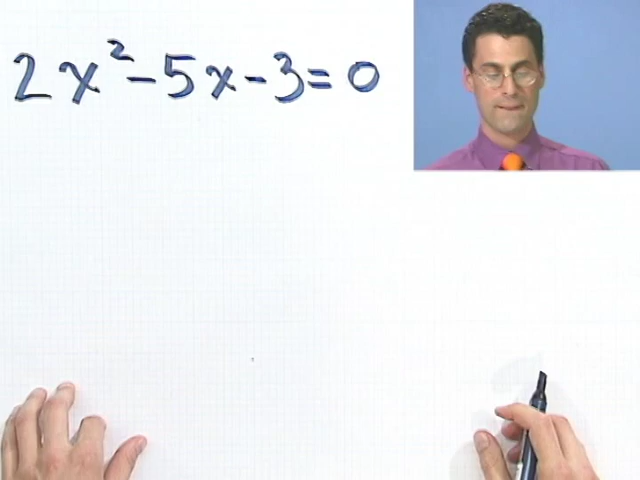 2x² - 5x - 3 = 0